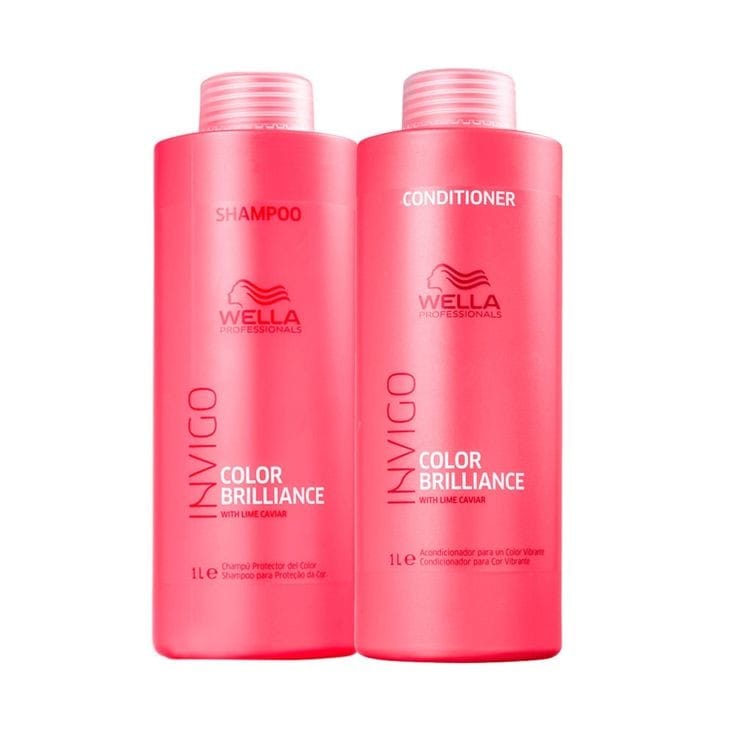 SHAMPOO
WELLA
PROFESSIONALS
INVIGO
COLOR
BRILLIANCE
WITH LIME CAVIAR
1L e
Champú Protector del Color
Shampoo para Proteção da Cor
CONDITIONER
WELLA
PROFESSIONALS
INVIGO
COLOR
BRILLIANCE
WITH LIME CAVIAR
1L e
Acondicionador para un Color Vibrante
Condicionador para Cor Vibrante